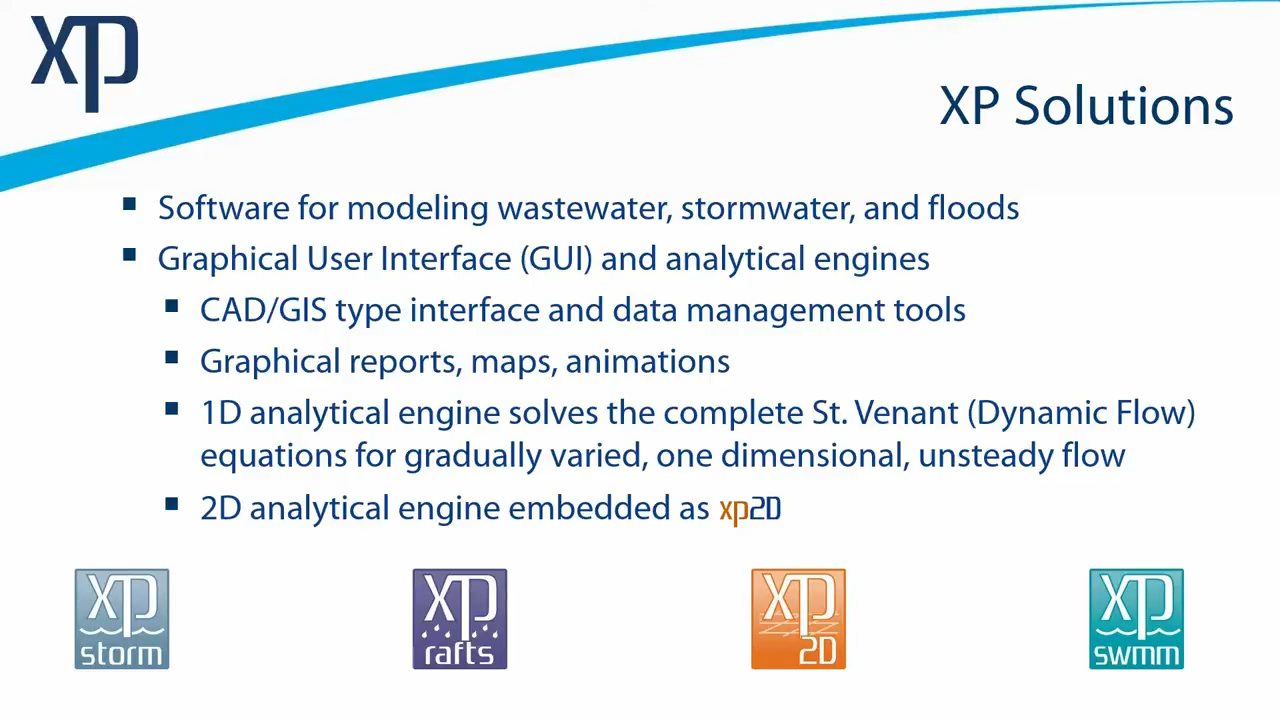 xp
XP Solutions
Software for modeling wastewater, stormwater, and floods
Graphical User Interface (GUI) and analytical engines
CAD/GIS type interface and data management tools
Graphical reports, maps, animations
1D analytical engine solves the complete St. Venant (Dynamic Flow)
equations for gradually varied, one dimensional, unsteady flow
2D analytical engine embedded as xp2D
xp storm
xp rafts
xp 2D
xp swmm